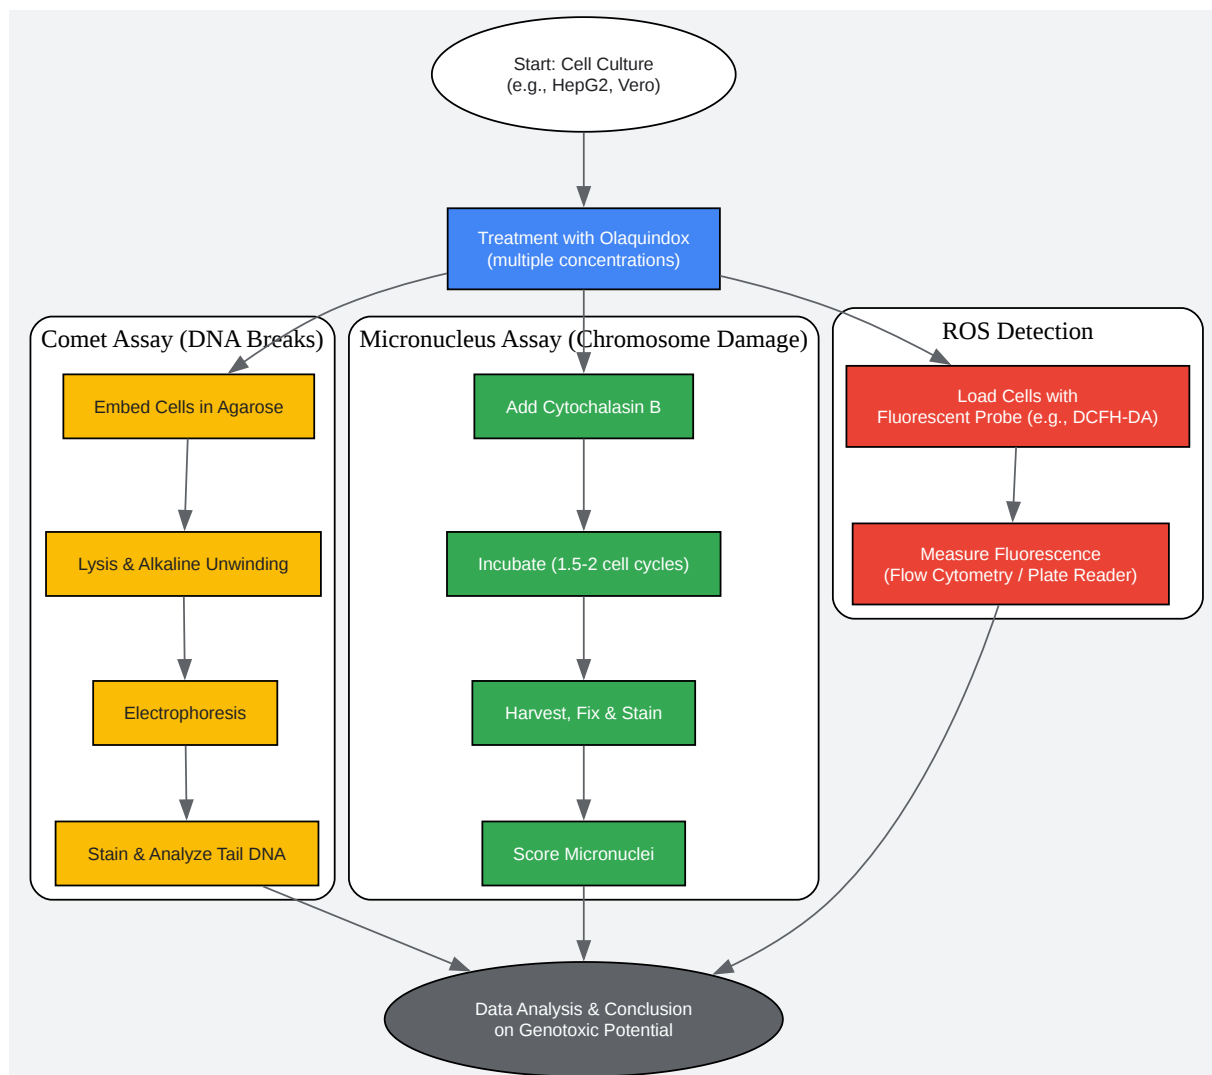 Start: Cell Culture
(e.g., HepG2, Vero)
Treatment with Olaquindox
(multiple concentrations)
Comet Assay (DNA Breaks)
Embed Cells in Agarose
Lysis & Alkaline Unwinding
Electrophoresis
Stain & Analyze Tail DNA
Micronucleus Assay (Chromosome Damage)
Add Cytochalasin B
Incubate (1.5-2 cell cycles)
Harvest, Fix & Stain
Score Micronuclei
ROS Detection
Load Cells with
Fluorescent Probe (e.g., DCFH-DA)
Measure Fluorescence
(Flow Cytometry / Plate Reader)
Data Analysis & Conclusion
on Genotoxic Potential